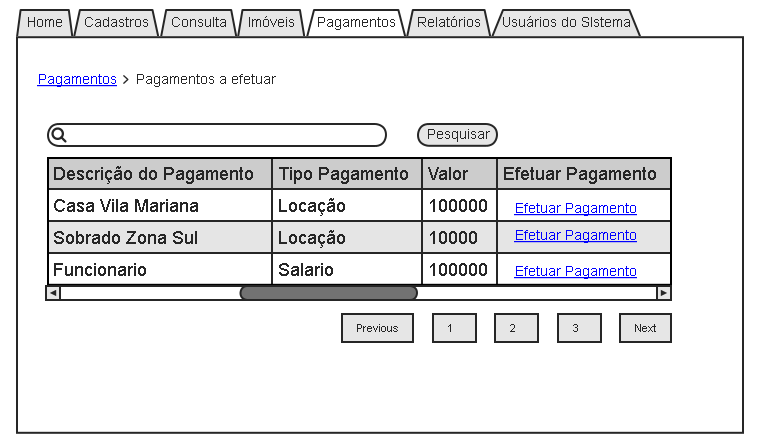 Home Cadastros Consulta Imóveis Pagamentos Relatórios Usuários do SIstema
Pagamentos > Pagamentos a efetuar
Pesquisar
Descrição do Pagamento Tipo Pagamento Valor Efetuar Pagamento
Casa Vila Mariana Locação 100000 Efetuar Pagamento
Sobrado Zona Sul Locação 10000 Efetuar Pagamento
Funcionario Salario 100000 Efetuar Pagamento
Previous 1 2 3 Next